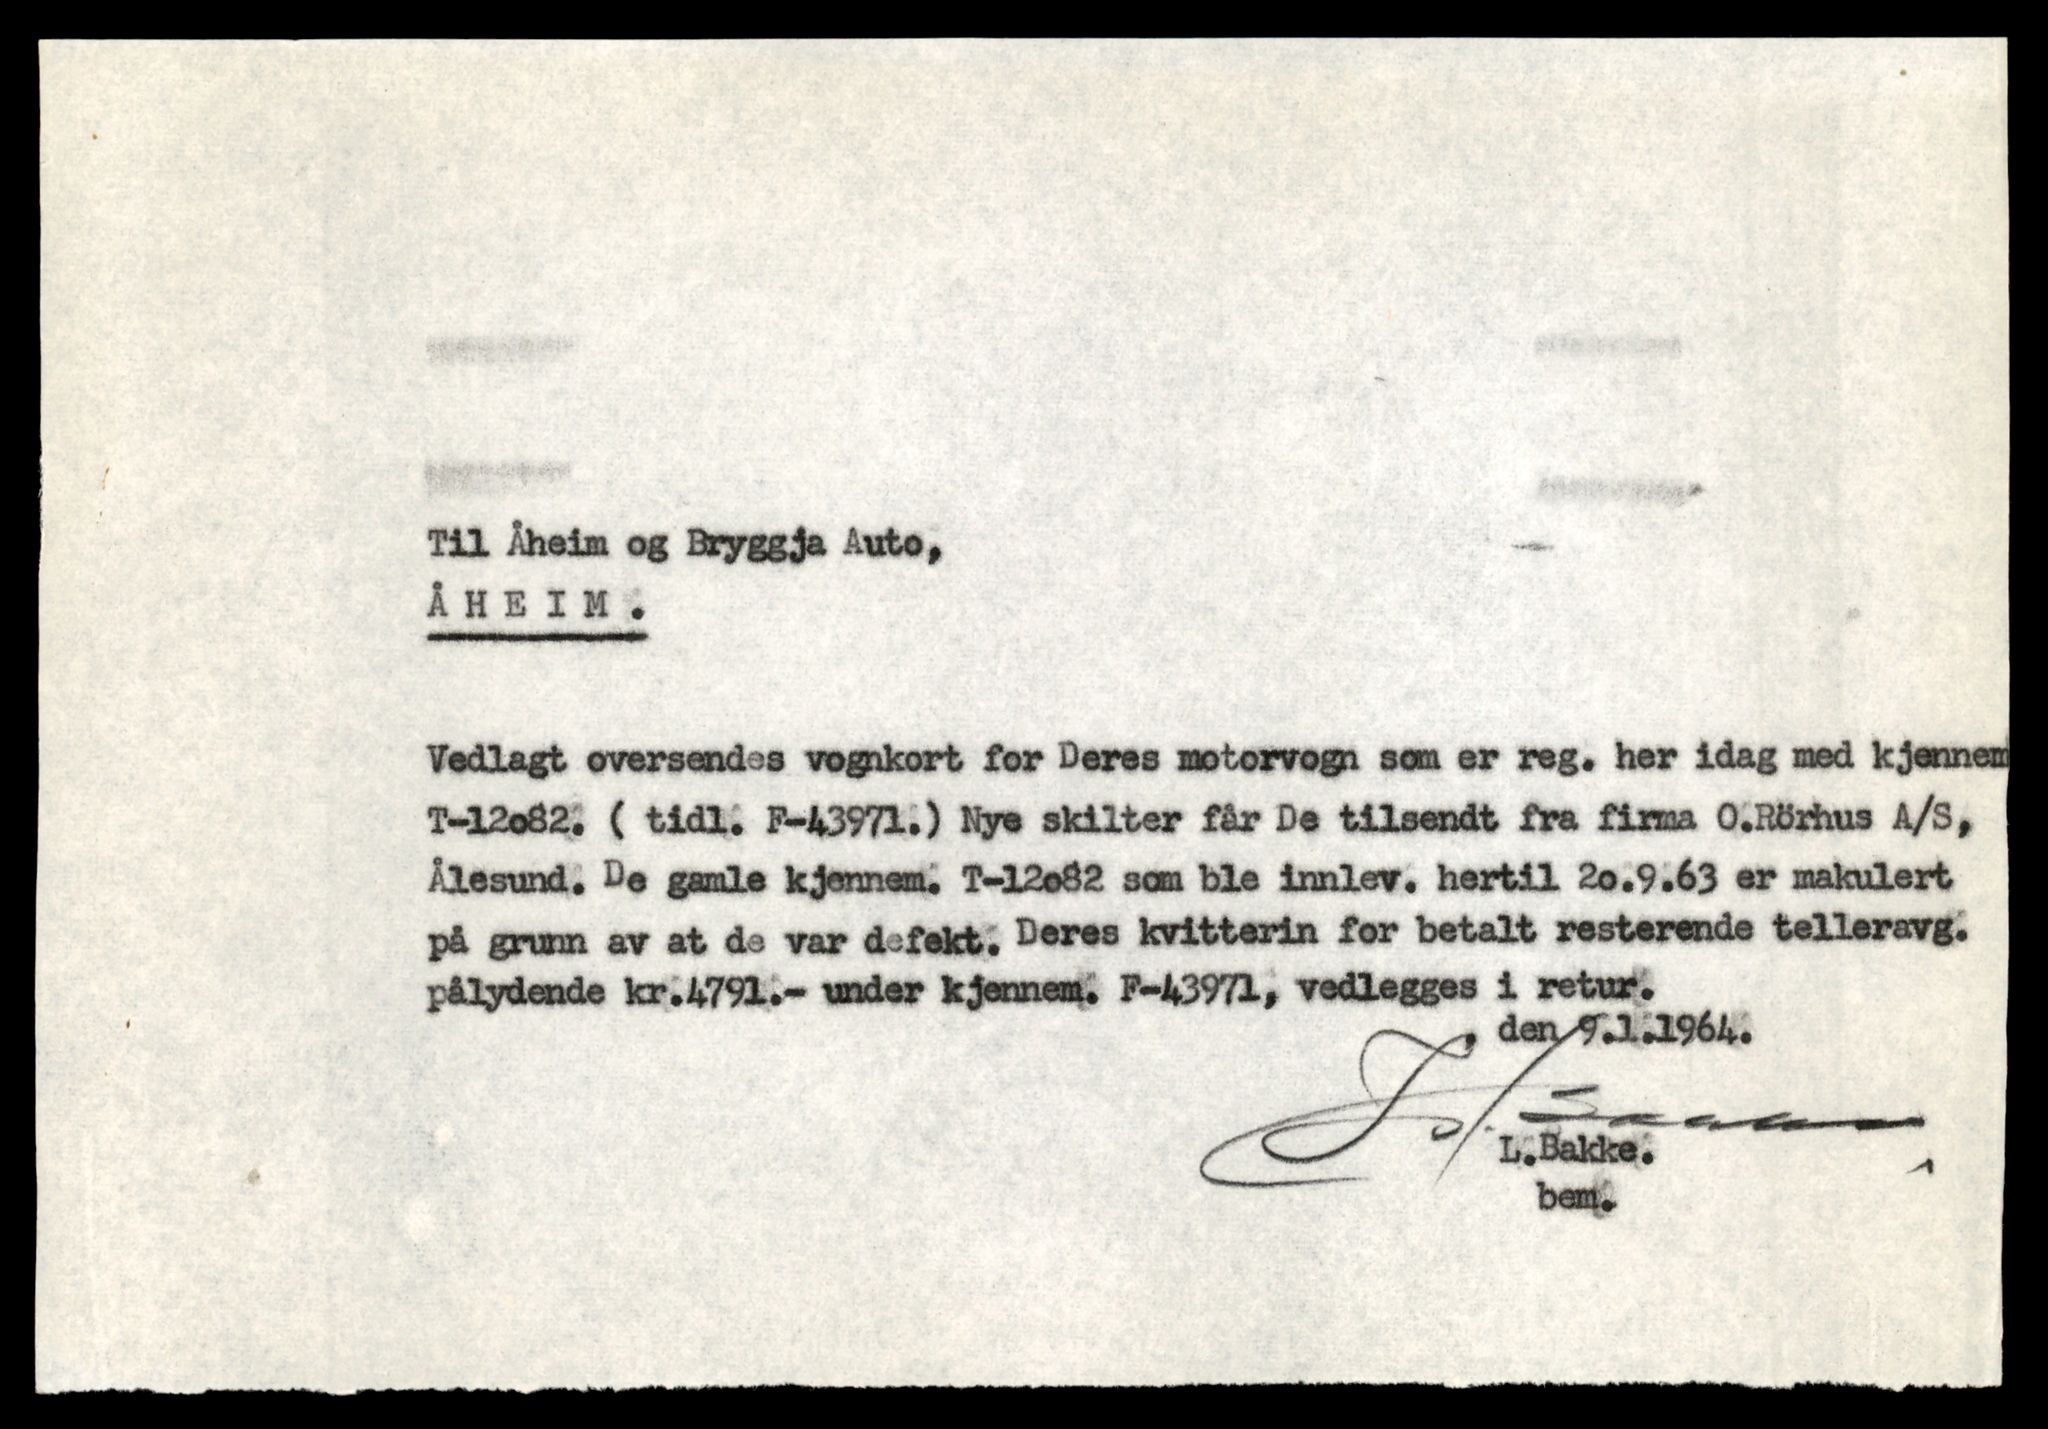 Til Åheim og Bryggja Auto,
ÅHEIM.
Vedlagt oversendes vognkort for Deres motorvogn som er reg. her idag med kjennem
T-12o82. ( tidl. F-43971.) Nye skilter får De tilsendt fra firma O.Rörhus A/S,
Ålesund. De gamle kjennem. T-12o82 som ble innlev. hertil 2o.9.63 er makulert
på grunn av at de var defekt. Deres kvitterin for betalt resterende telleravg.
pålydende kr.4791.- under kjennem. F-43971, vedlegges i retur.
, den 9.1.1964.
L.Bakke.
bem.